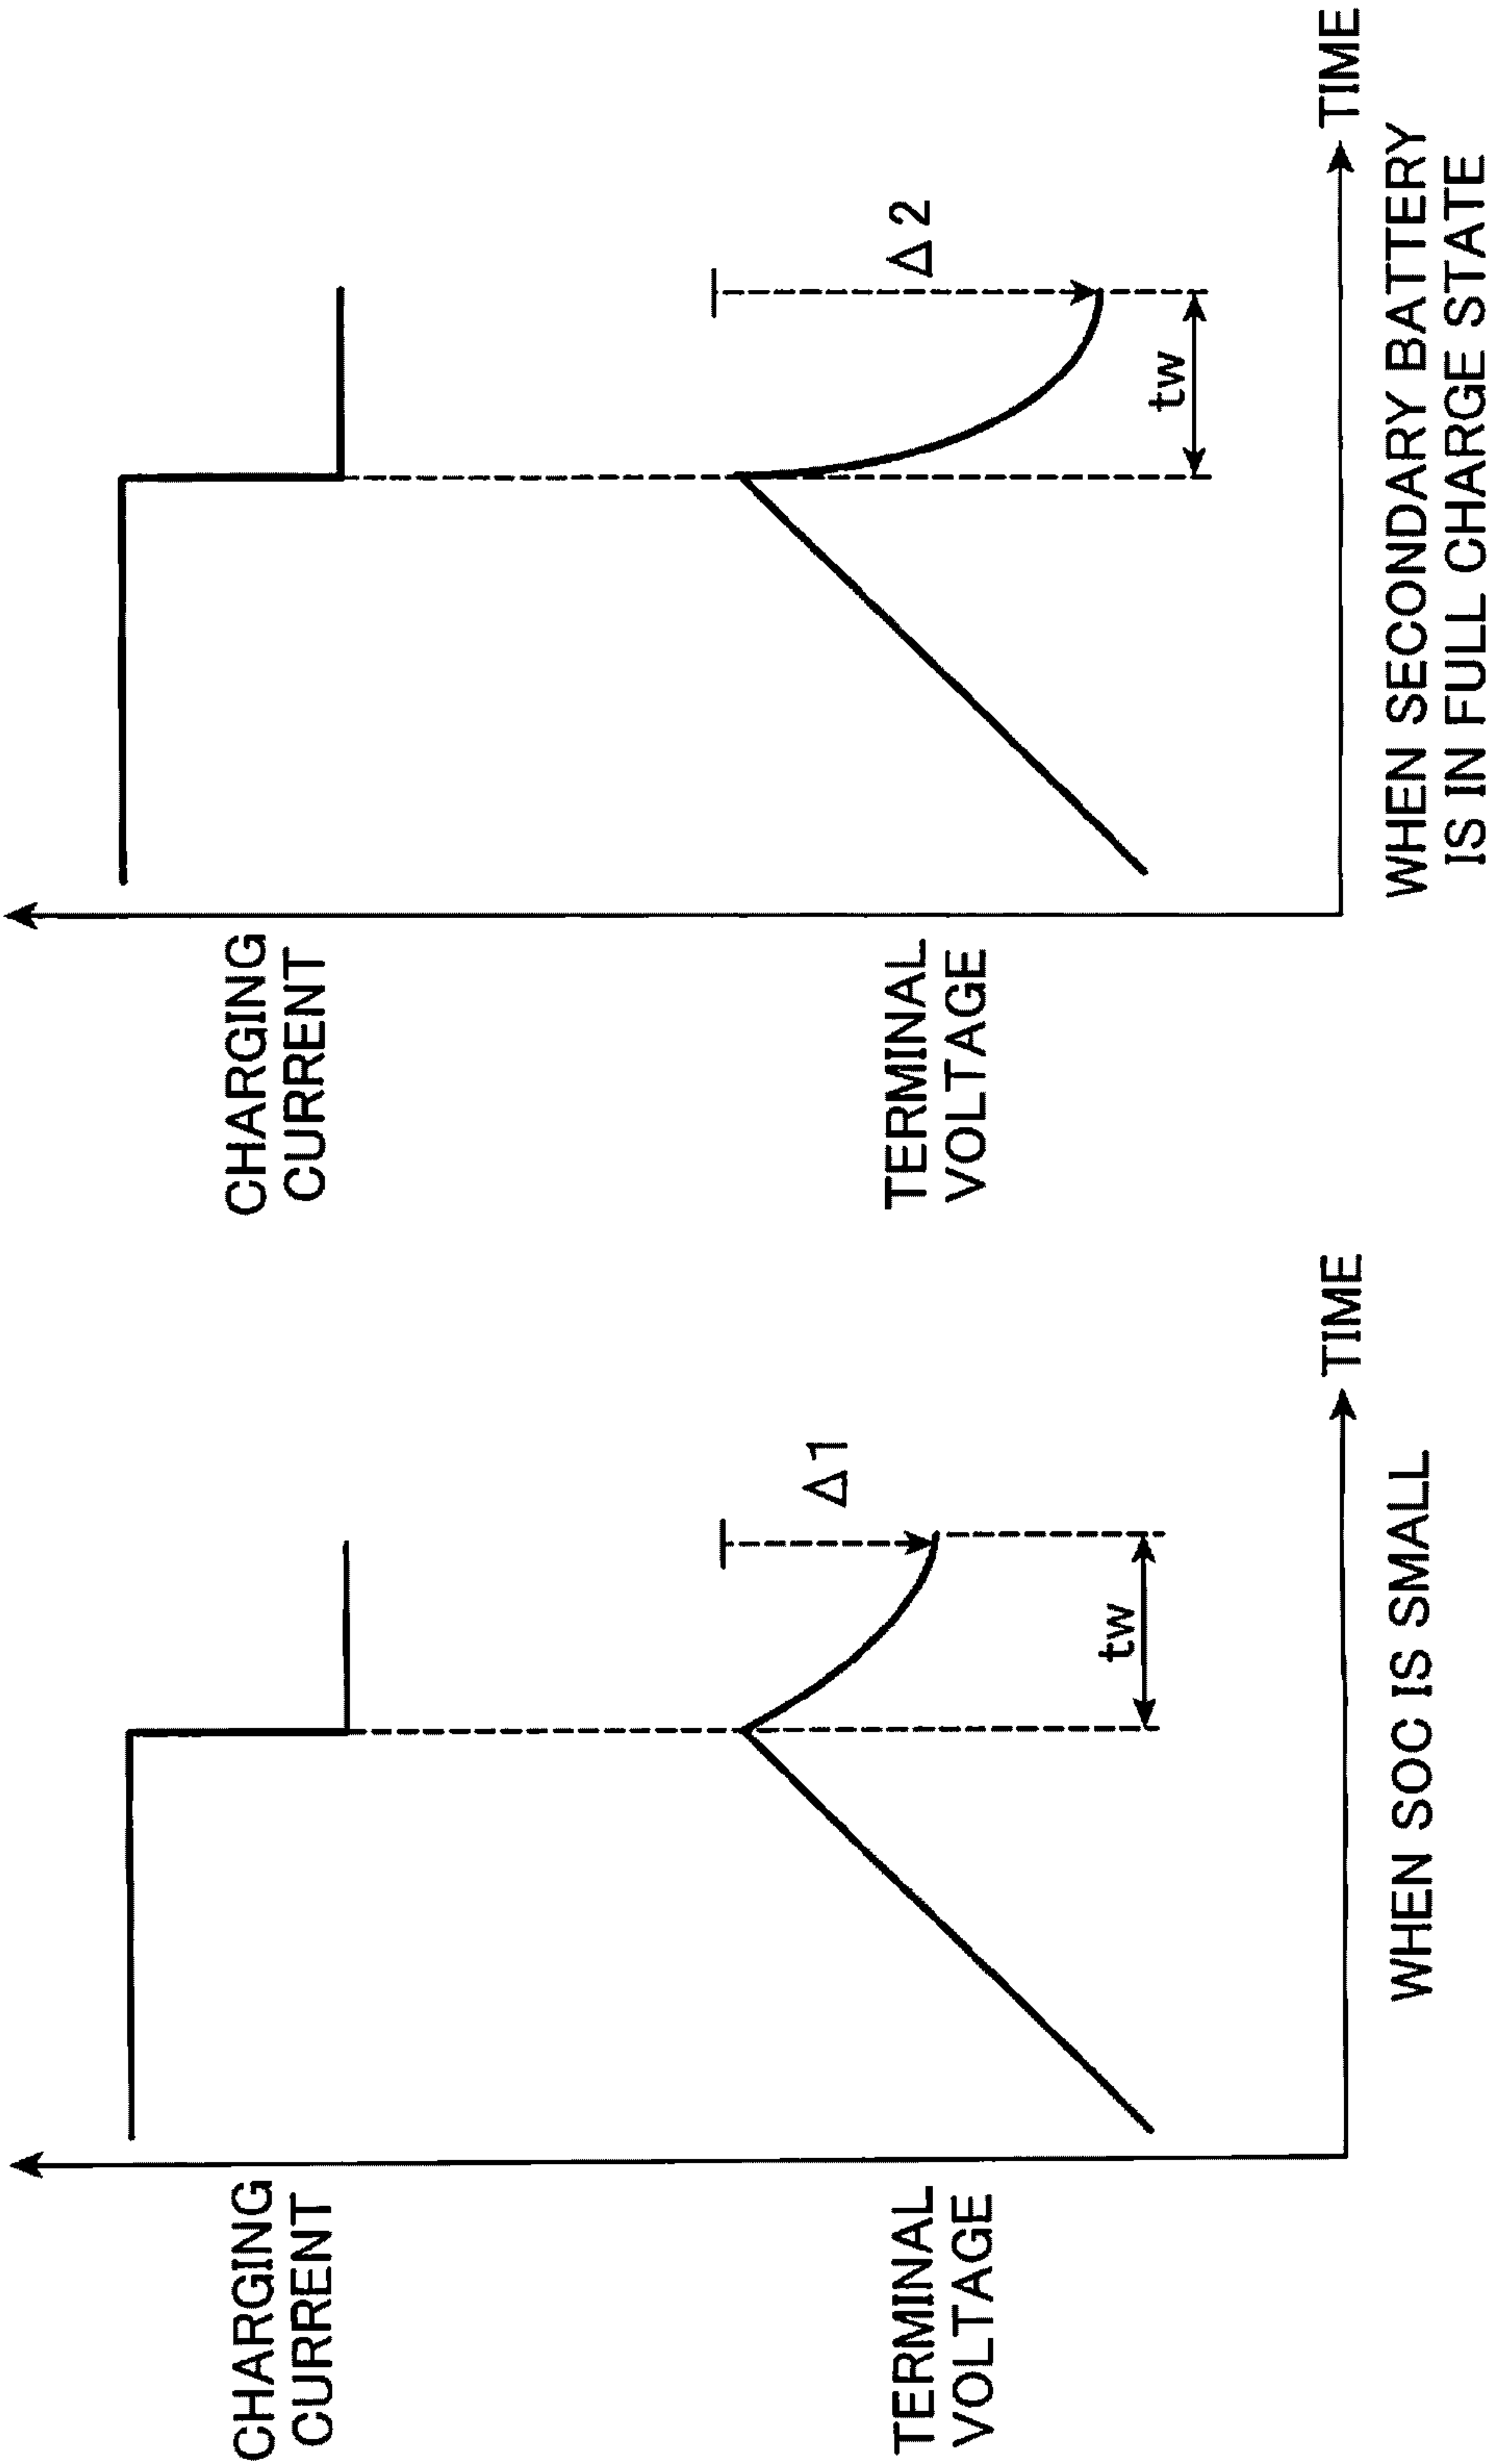 CHARGING
CURRENT
TERMINAL
VOLTAGE
Δ1
tw
TIME
WHEN SOC IS SMALL
CHARGING
CURRENT
TERMINAL
VOLTAGE
Δ2
tw
TIME
WHEN SECONDARY BATTERY
IS IN FULL CHARGE STATE